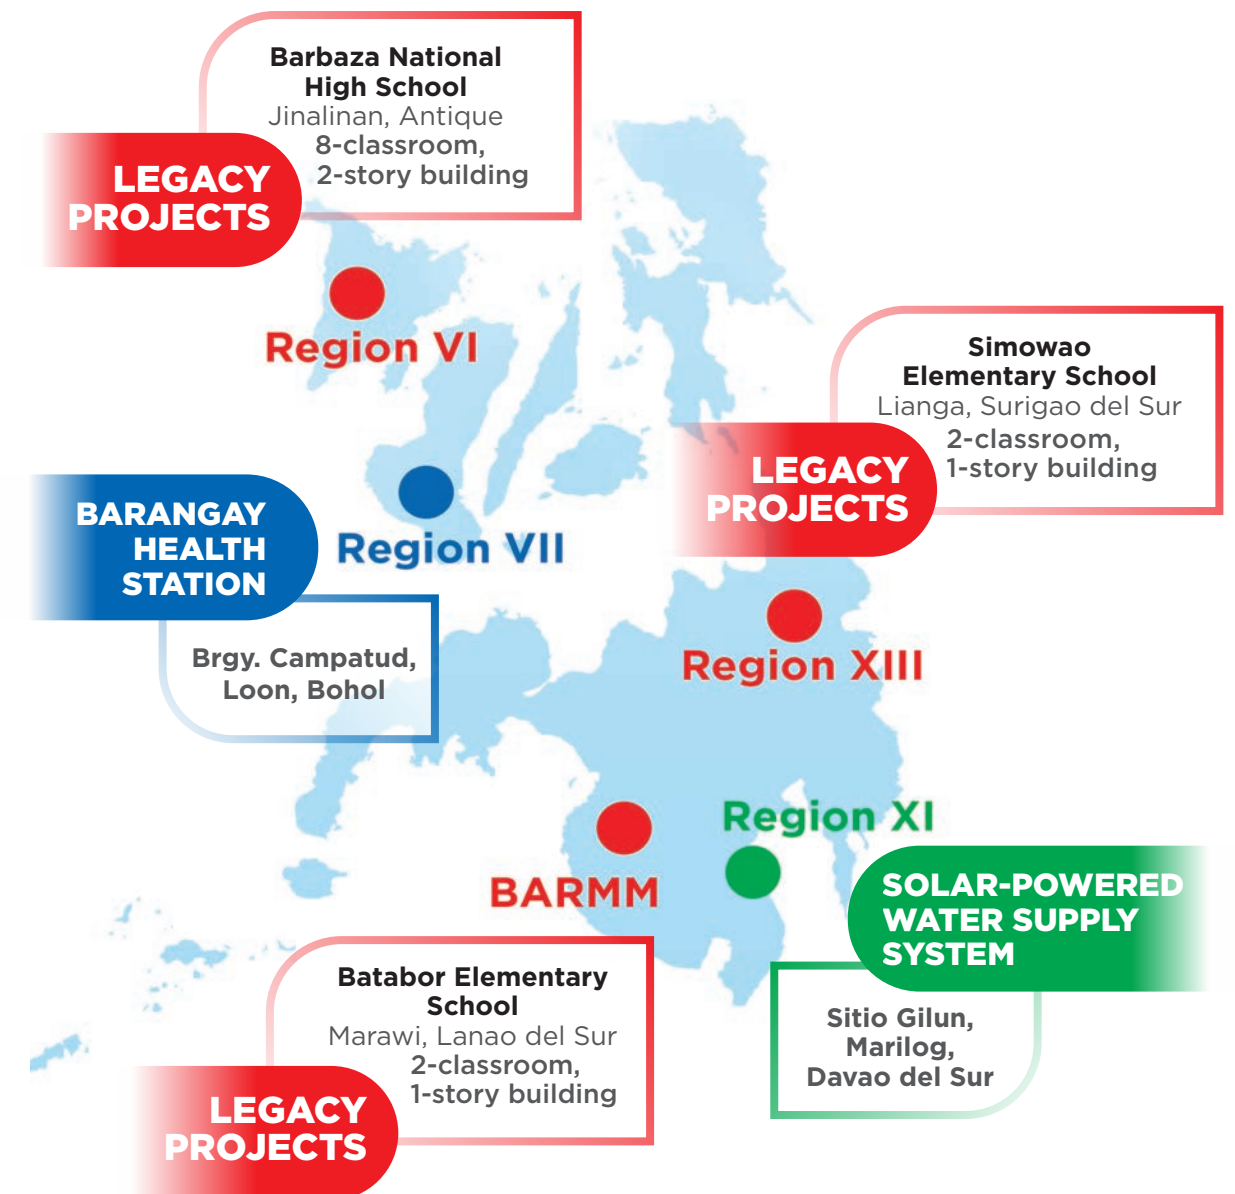 Barbaza National
High School
Jinalinan, Antique
8-classroom,
2-story building
LEGACY
PROJECTS
Region VI
Simowao
Elementary School
Lianga, Surigao del Sur
2-classroom,
1-story building
LEGACY
PROJECTS
BARANGAY
HEALTH
STATION
Region VII
Brgy. Campatud,
Loon, Bohol
Region XIII
Region XI
BARMM
SOLAR-POWERED
WATER SUPPLY
SYSTEM
Sitio Gilun,
Marilog,
Davao del Sur
Batabor Elementary
School
Marawi, Lanao del Sur
2-classroom,
1-story building
LEGACY
PROJECTS